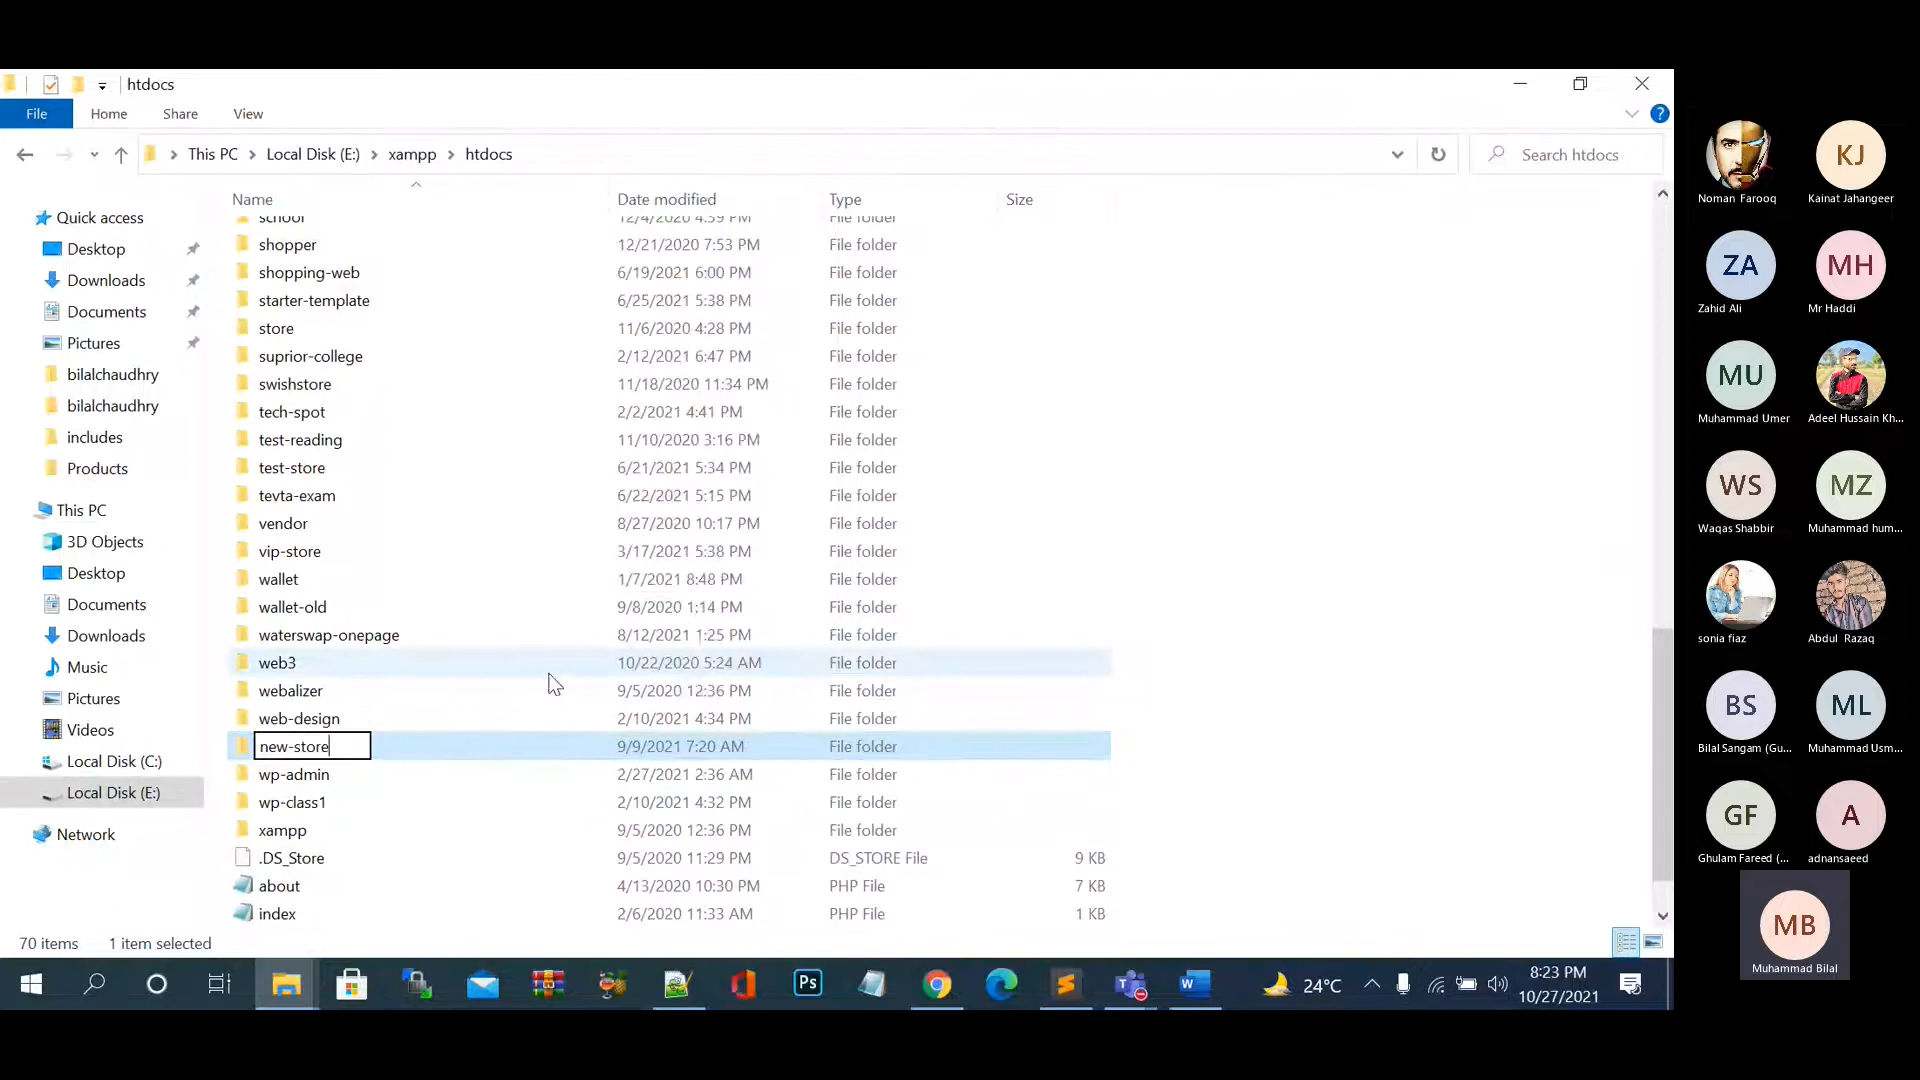 htdocs
File Home Share View
This PC Local Disk (E:) xampp htdocs Search htdocs
Name Date modified Type Size
Quick access
Desktop
Downloads
Documents
Pictures
bilalchaudhry
bilalchaudhry
includes
Products
This PC
3D Objects
Desktop
Documents
Downloads
Music
Pictures
Videos
Local Disk (C:)
Local Disk (E:)
Network
school 12/4/2020 4:59 PM File folder
shopper 12/21/2020 7:53 PM File folder
shopping-web 6/19/2021 6:00 PM File folder
starter-template 6/25/2021 5:38 PM File folder
store 11/6/2020 4:28 PM File folder
suprior-college 2/12/2021 6:47 PM File folder
swishstore 11/18/2020 11:34 PM File folder
tech-spot 2/2/2021 4:41 PM File folder
test-reading 11/10/2020 3:16 PM File folder
test-store 6/21/2021 5:34 PM File folder
tevta-exam 6/22/2021 5:15 PM File folder
vendor 8/27/2020 10:17 PM File folder
vip-store 3/17/2021 5:38 PM File folder
wallet 1/7/2021 8:48 PM File folder
wallet-old 9/8/2020 1:14 PM File folder
waterswap-onepage 8/12/2021 1:25 PM File folder
web3 10/22/2020 5:24 AM File folder
webalizer 9/5/2020 12:36 PM File folder
web-design 2/10/2021 4:34 PM File folder
new-store 9/9/2021 7:20 AM File folder
wp-admin 2/27/2021 2:36 AM File folder
wp-class1 2/10/2021 4:32 PM File folder
xampp 9/5/2020 12:36 PM File folder
.DS_Store 9/5/2020 11:29 PM DS_STORE File 9 KB
about 4/13/2020 10:30 PM PHP File 7 KB
index 2/6/2020 11:33 AM PHP File 1 KB
70 items 1 item selected
Ps
W
24°C
8:23 PM
10/27/2021
KJ
Noman Farooq Kainat Jahangeer
ZA MH
Zahid Ali Mr Haddi
MU
Muhammad Umer Adeel Hussain Kh...
WS MZ
Waqas Shabbir Muhammad hum...
sonia fiaz Abdul Razaq
BS ML
Bilal Sangam (Gu... Muhammad Usm...
GF A
Ghulam Fareed (... adnansaeed
MB
Muhammad Bilal